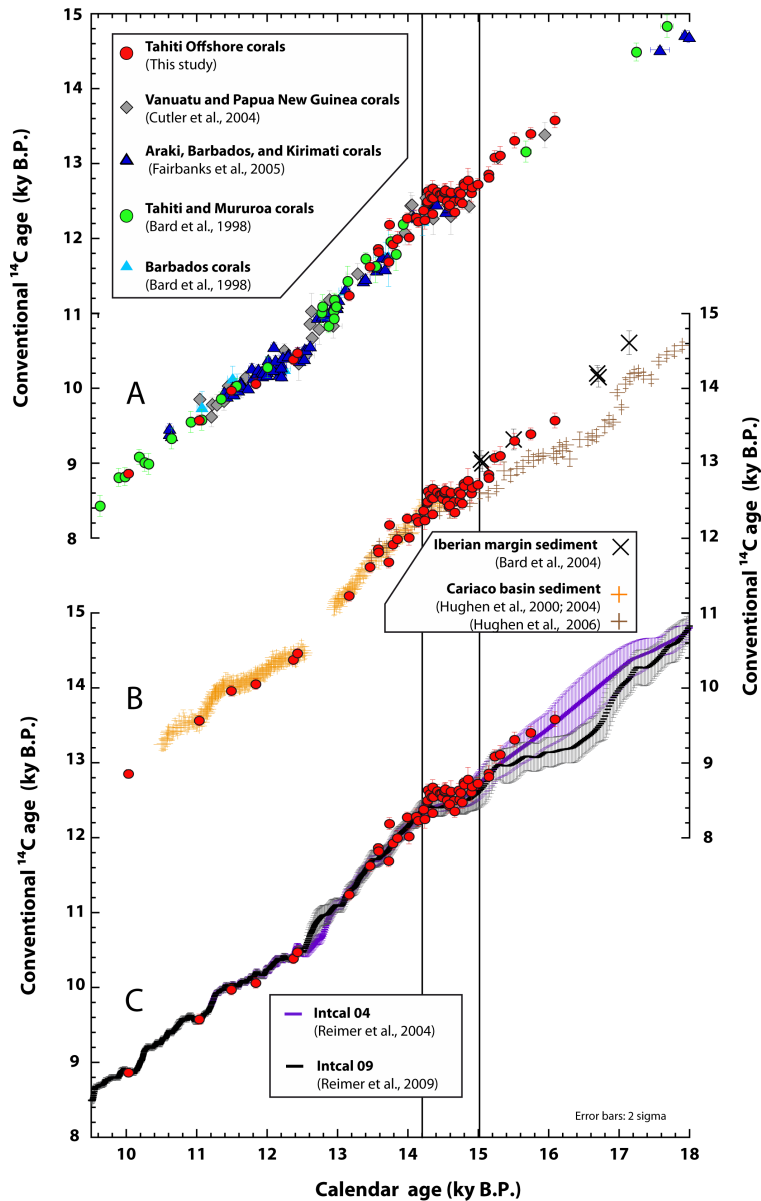 15
14
13
12
11
10
9
8
Conventional ¹⁴C age (ky B.P.)
Tahiti Offshore corals
(This study)
Vanuatu and Papua New Guinea corals
(Cutler et al., 2004)
Araki, Barbados, and Kirimati corals
(Fairbanks et al., 2005)
Tahiti and Mururoa corals
(Bard et al., 1998)
Barbados corals
(Bard et al., 1998)
A
15
14
13
12
11
10
9
8
Conventional ¹⁴C age (ky B.P.)
Iberian margin sediment
(Bard et al., 2004)
Cariaco basin sediment
(Hughen et al., 2000; 2004)
(Hughen et al., 2006)
B
15
14
13
12
11
10
9
8
Conventional ¹⁴C age (ky B.P.)
C
Intcal 04
(Reimer et al., 2004)
Intcal 09
(Reimer et al., 2009)
Error bars: 2 sigma
10 11 12 13 14 15 16 17 18
Calendar age (ky B.P.)